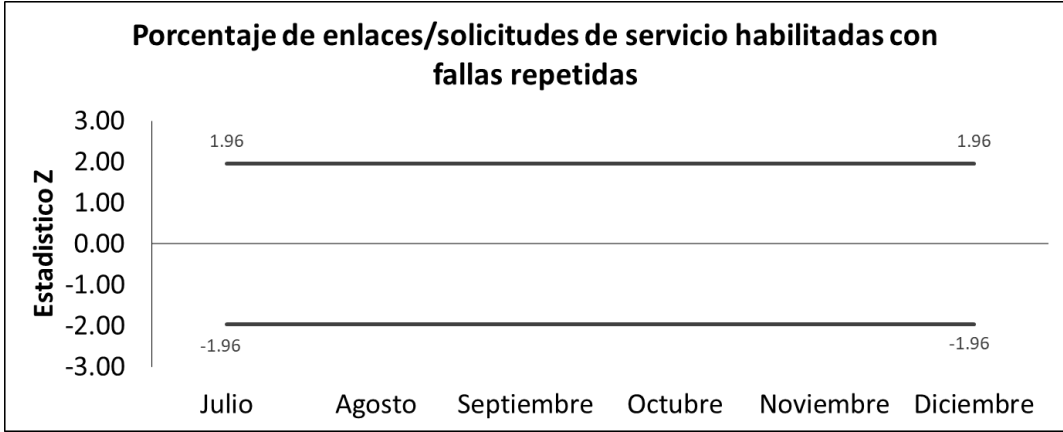 Porcentaje de enlaces/solicitudes de servicio habilitadas con
fallas repetidas
Estadistico Z
3.00
2.00
1.00
0.00
-1.00
-2.00
-3.00
1.96
1.96
-1.96
-1.96
Julio Agosto Septiembre Octubre Noviembre Diciembre